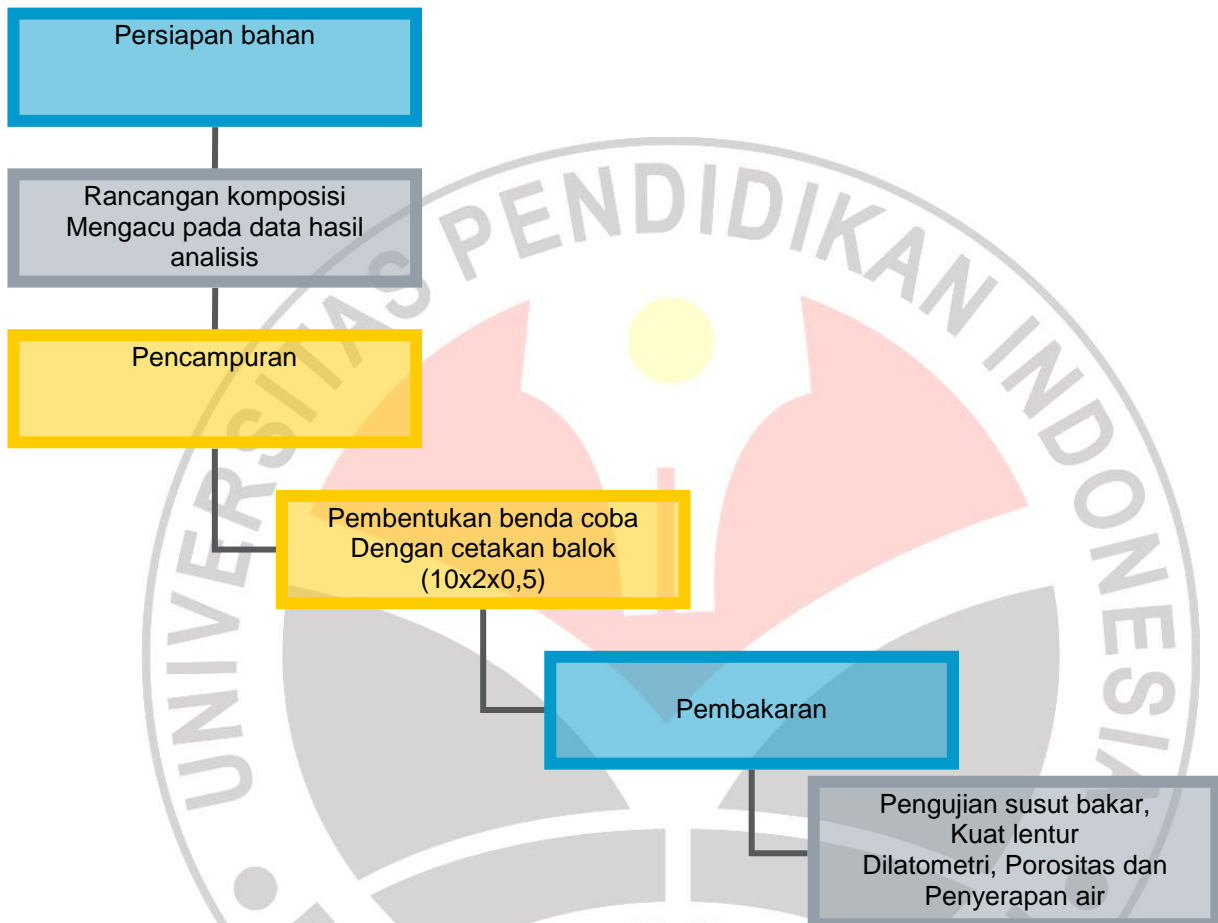 Persiapan bahan
Rancangan komposisi
Mengacu pada data hasil
analisis
Pencampuran
Pembentukan benda coba
Dengan cetakan balok
(10x2x0,5)
Pembakaran
Pengujian susut bakar,
Kuat lentur
Dilatometri, Porositas dan
Penyerapan air
UNIVERSITAS PENDIDIKAN INDONESIA